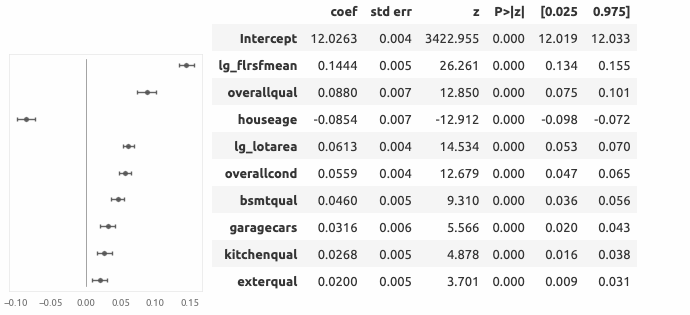 coef std err z P>|z| [0.025 0.975]
Intercept 12.0263 0.004 3422.955 0.000 12.019 12.033
lg_flrsfmean 0.1444 0.005 26.261 0.000 0.134 0.155
overallqual 0.0880 0.007 12.850 0.000 0.075 0.101
houseage -0.0854 0.007 -12.912 0.000 -0.098 -0.072
lg_lotarea 0.0613 0.004 14.534 0.000 0.053 0.070
overallcond 0.0559 0.004 12.679 0.000 0.047 0.065
bsmtqual 0.0460 0.005 9.310 0.000 0.036 0.056
garagecars 0.0316 0.006 5.566 0.000 0.020 0.043
kitchenqual 0.0268 0.005 4.878 0.000 0.016 0.038
exterqual 0.0200 0.005 3.701 0.000 0.009 0.031
−0.10 −0.05 0.00 0.05 0.10 0.15